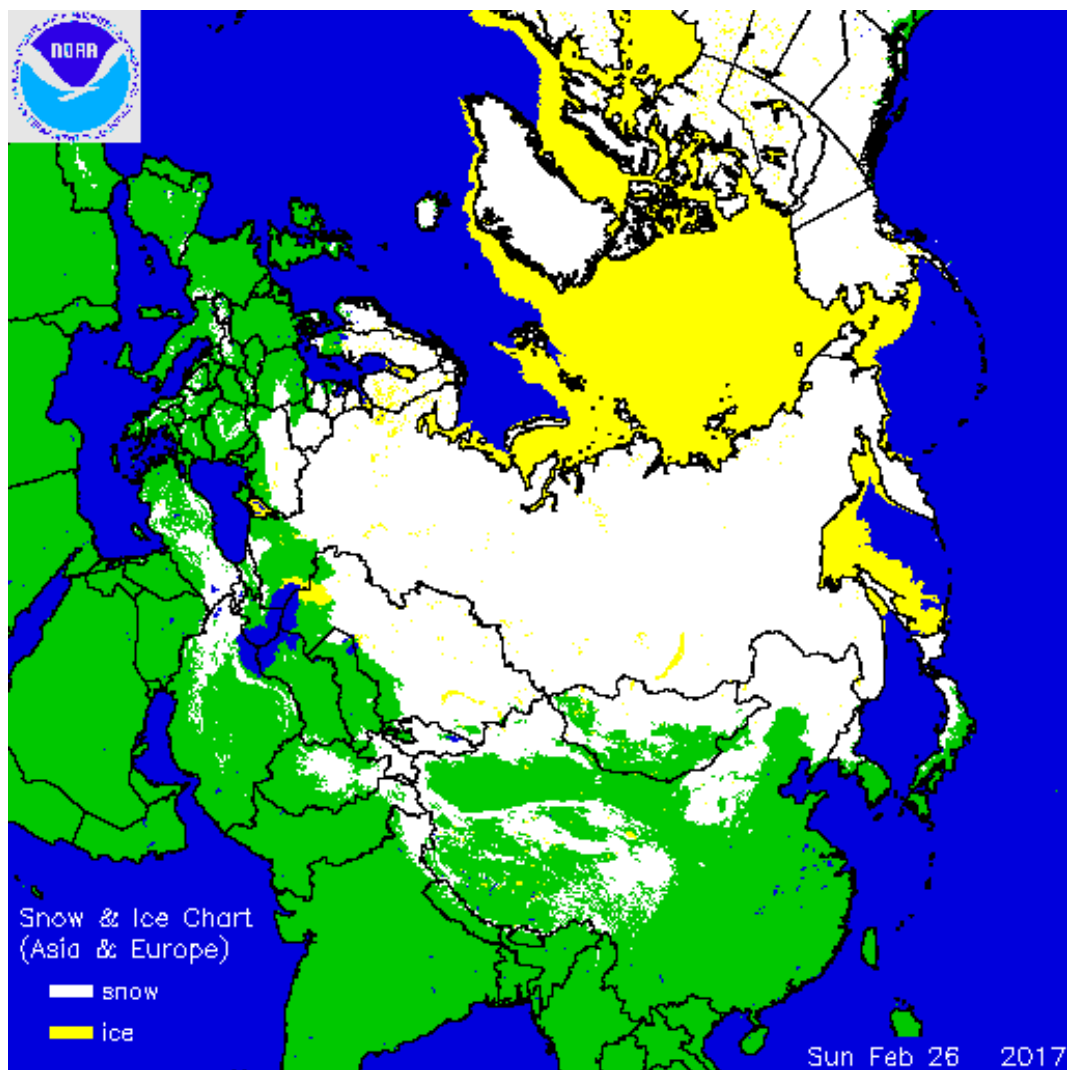 NOAA
Snow & Ice Chart
(Asia & Europe)
snow
ice
Sun Feb 26 2017